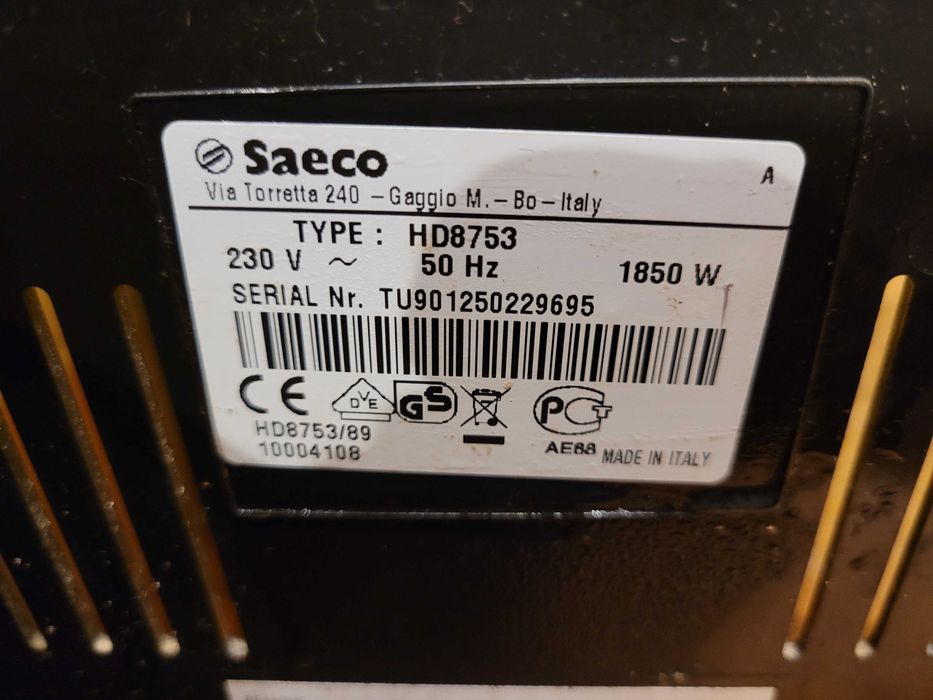 Saeco
A
Via Torretta 240 – Gaggio M. – Bo – Italy
TYPE : HD8753
230 V ~ 50 Hz 1850 W
SERIAL Nr. TU901250229695
CE DVE GS PCT
HD8753/89
AE68 MADE IN ITALY
10004108